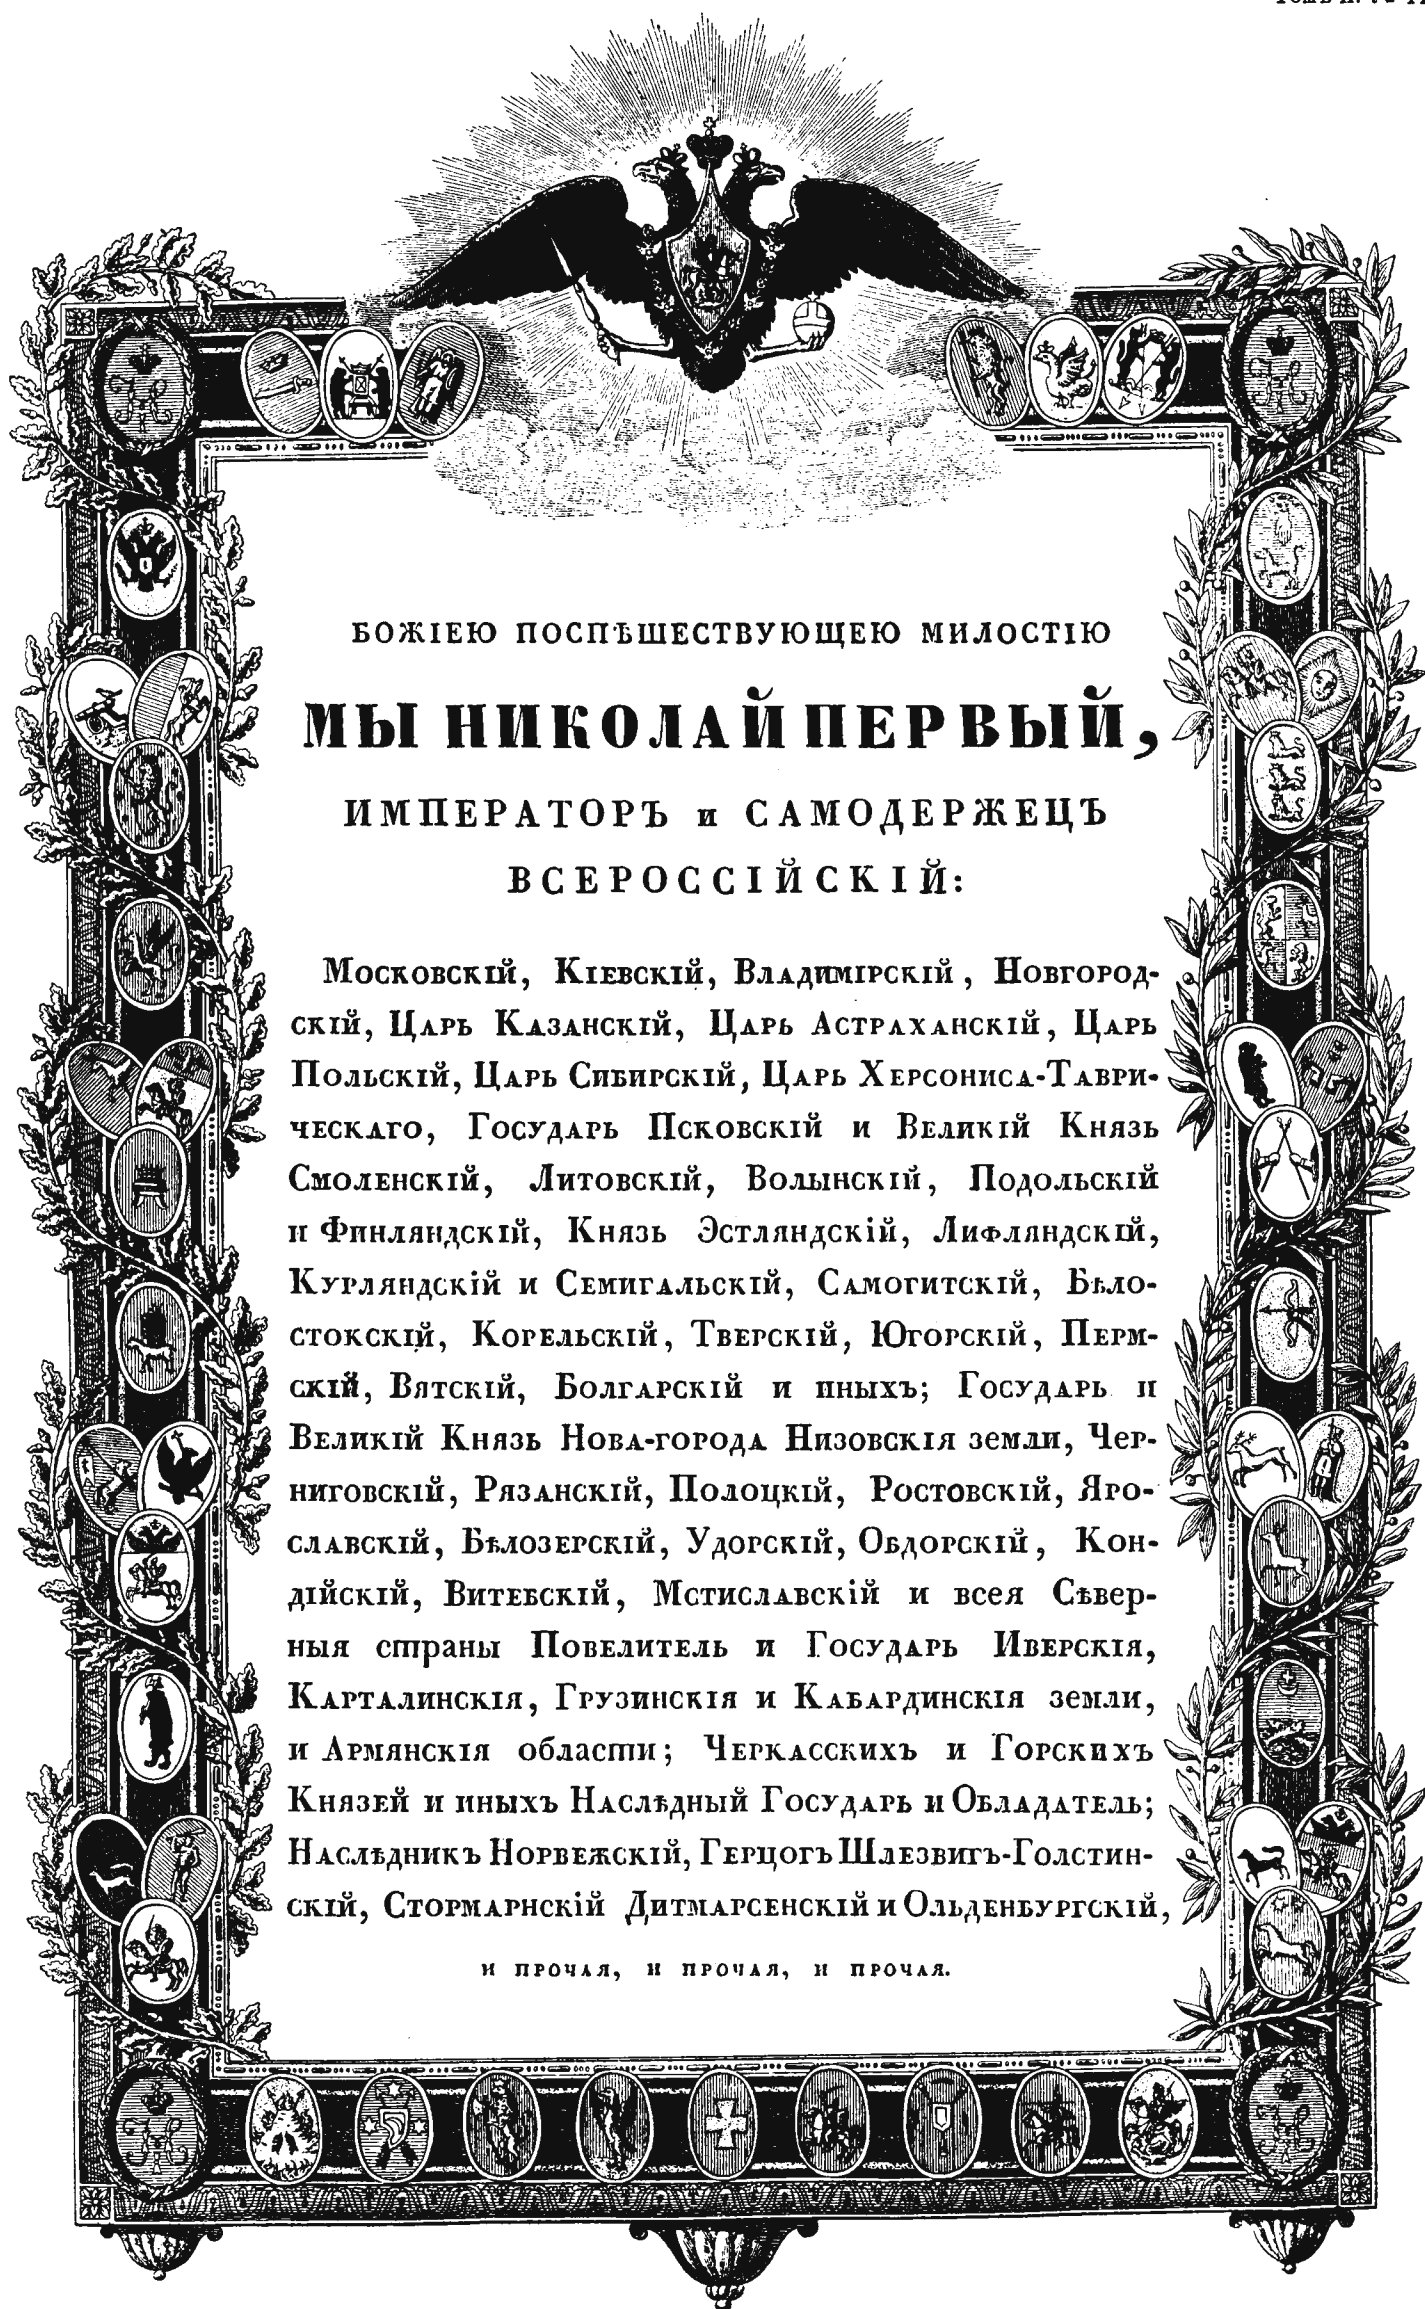 БОЖІЕЮ ПОСПѢШЕСТВУЮЩЕЮ МИЛОСТІЮ
МЫ НИКОЛАЙ ПЕРВЫЙ,
ИМПЕРАТОРЪ и САМОДЕРЖЕЦЪ
ВСЕРОССІЙСКІЙ:
Московскій, Кіевскій, Владимірскій, Новгород-
скій, Царь Казанскій, Царь Астраханскій, Царь
Польскій, Царь Сибирскій, Царь Херсониса-Таври-
ческаго, Государь Псковскій и Великій Князь
Смоленскій, Литовскій, Волынскій, Подольскій
и Финляндскій, Князь Эстляндскій, Лифляндскій,
Курляндскій и Семигальскій, Самогитскій, Бѣло-
стокскій, Корельскій, Тверскій, Югорскій, Перм-
скій, Вятскій, Болгарскій и иныхъ; Государь и
Великій Князь Нова-города Низовскія земли, Чер-
ниговскій, Рязанскій, Полоцкій, Ростовскій, Яро-
славскій, Бѣлозерскій, Удорскій, Обдорскій, Кон-
дійскій, Витебскій, Мстиславскій и всея Сѣвер-
ныя страны Повелитель и Государь Иверскія,
Карталинскія, Грузинскія и Кабардинскія земли,
и Армянскія области; Черкасскихъ и Горскихъ
Князей и иныхъ Наслѣдный Государь и Обладатель;
Наслѣдникъ Норвежскій, Герцогъ Шлезвигъ-Голстин-
скій, Стормарнскій Дитмарсенскій и Ольденбургскій,
и прочая, и прочая, и прочая.